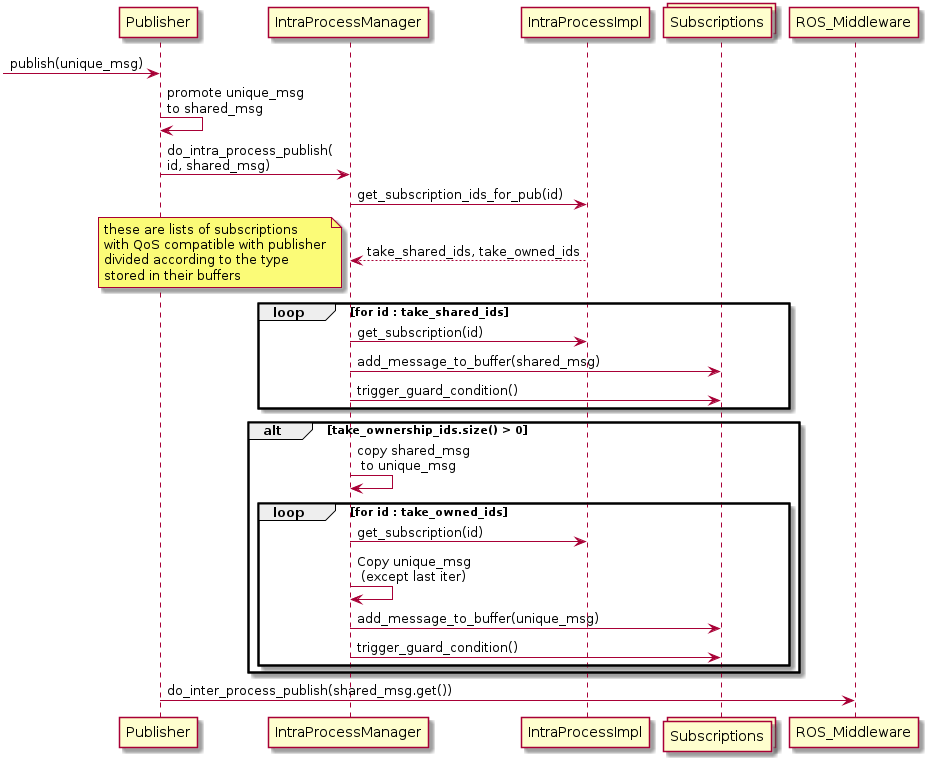 Publisher
IntraProcessManager
IntraProcessImpl
Subscriptions
ROS_Middleware
publish(unique_msg)
promote unique_msg
to shared_msg
do_intra_process_publish(
id, shared_msg)
get_subscription_ids_for_pub(id)
these are lists of subscriptions
with QoS compatible with publisher
divided according to the type
stored in their buffers
take_shared_ids, take_owned_ids
loop
[for id : take_shared_ids]
get_subscription(id)
add_message_to_buffer(shared_msg)
trigger_guard_condition()
alt
[take_ownership_ids.size() > 0]
copy shared_msg
to unique_msg
loop
[for id : take_owned_ids]
get_subscription(id)
Copy unique_msg
(except last iter)
add_message_to_buffer(unique_msg)
trigger_guard_condition()
do_inter_process_publish(shared_msg.get())
Publisher
IntraProcessManager
IntraProcessImpl
Subscriptions
ROS_Middleware